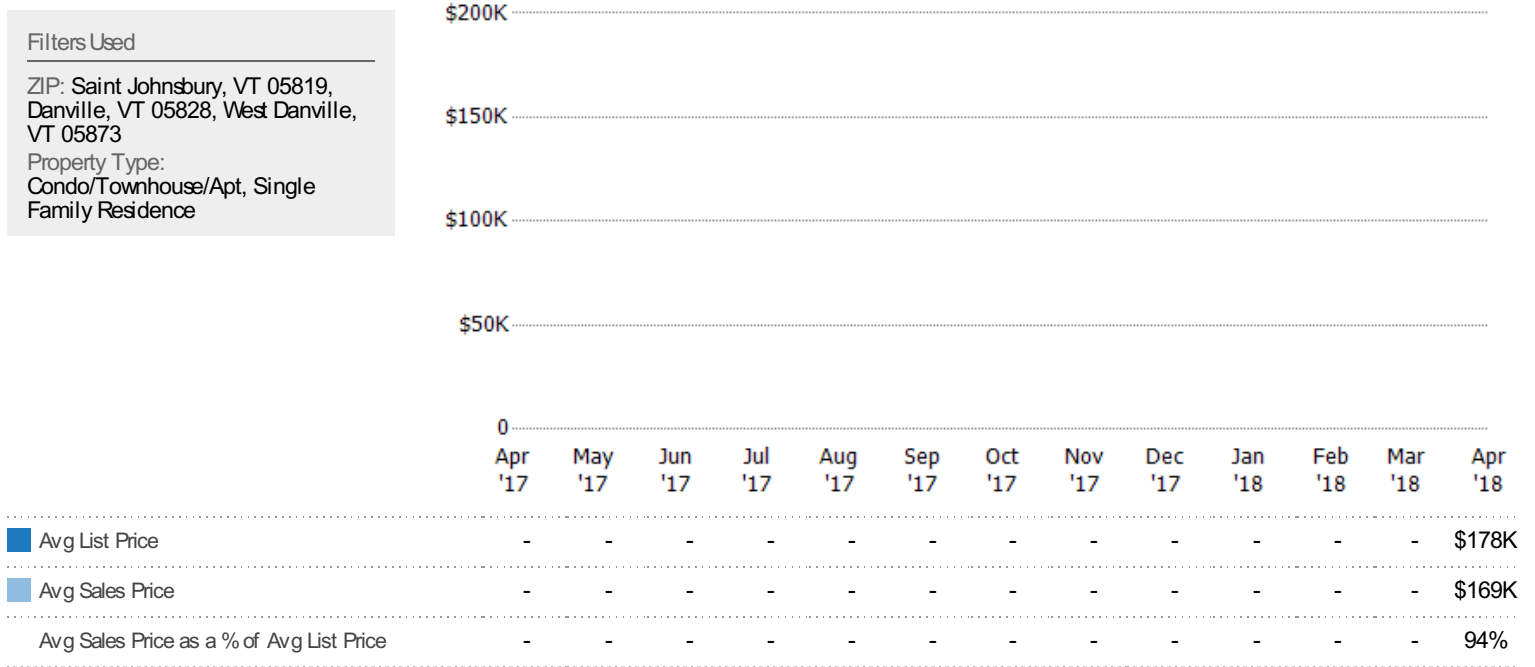 Filters Used
ZIP: Saint Johnsbury, VT 05819,
Danville, VT 05828, West Danville,
VT 05873
Property Type:
Condo/Townhouse/Apt, Single
Family Residence
$200K
$150K
$100K
$50K
0
Apr May Jun Jul Aug Sep Oct Nov Dec Jan Feb Mar Apr
'17 '17 '17 '17 '17 '17 '17 '17 '17 '18 '18 '18 '18
Avg List Price - - - - - - - - - - - - $178K
Avg Sales Price - - - - - - - - - - - - $169K
Avg Sales Price as a % of Avg List Price - - - - - - - - - - - - 94%